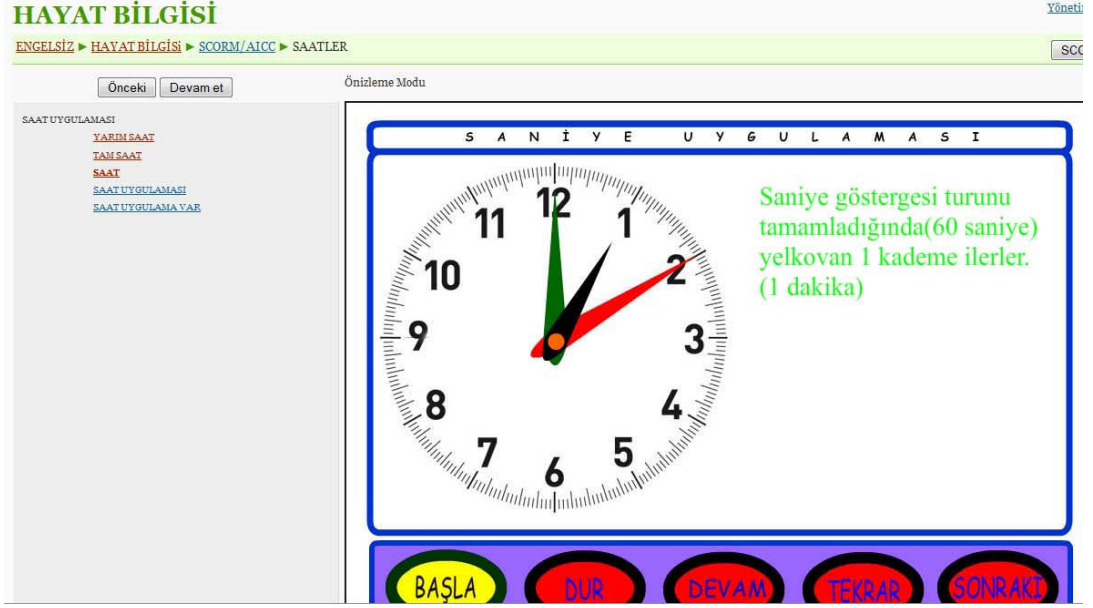 HAYAT BİLGİSİ
Yöneti
ENGELSİZ ► HAYAT BİLGİSi ► SCORM/AICC ► SAATLER
SCO
Önceki Devam et
Önizleme Modu
SAAT UYGULAMASI
YARIM SAAT
TAM SAAT
SAAT
SAAT UYGULAMASI
SAAT UYGULAMA VAR
SANİYE UYGULAMASI
Saniye göstergesi turunu
tamamladığında(60 saniye)
yelkovan 1 kademe ilerler.
(1 dakika)
12
1
2
3
4
5
6
7
8
9
10
11
BAŞLA DUR DEVAM TEKRAR SONRAKİ